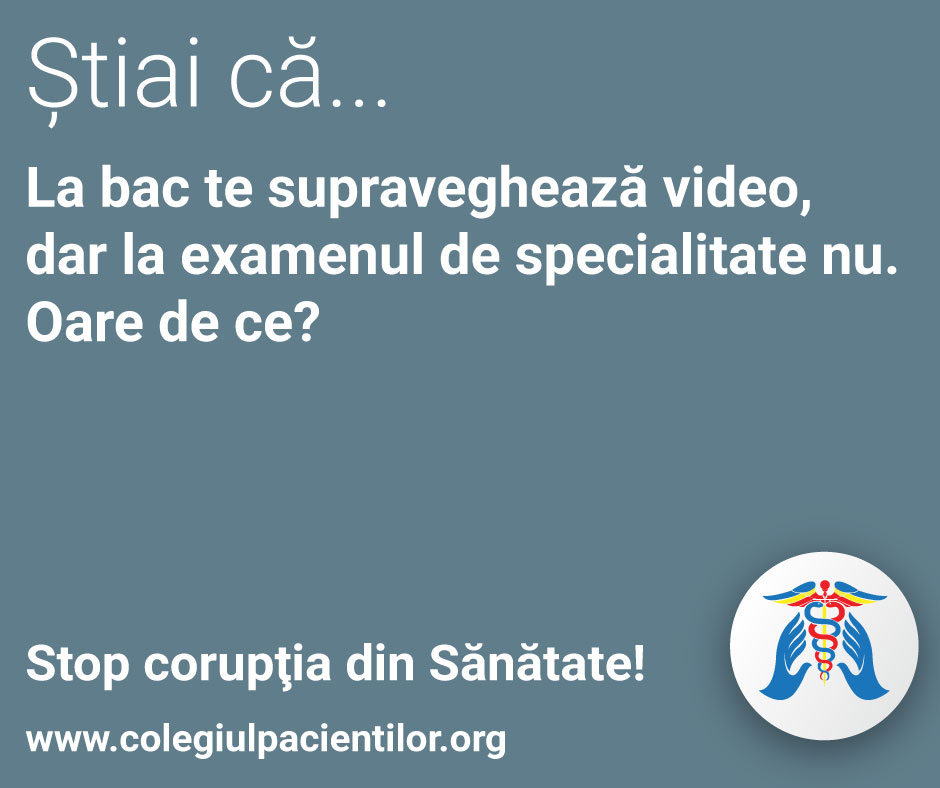 Știai că...
La bac te supraveghează video,
dar la examenul de specialitate nu.
Oare de ce?
Stop corupţia din Sănătate!
www.colegiulpacientilor.org